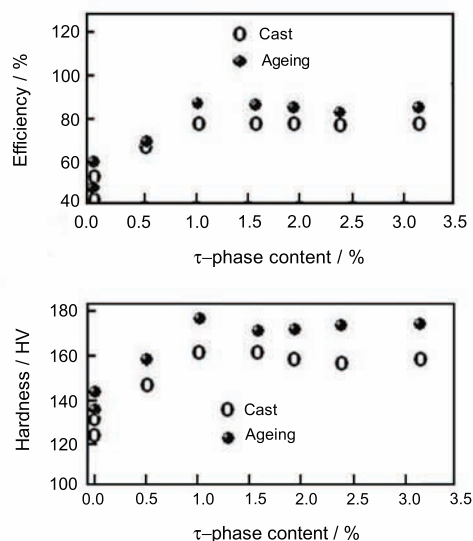 120
Cast
Ageing
100
80
60
40
Efficiency / %
0.0 0.5 1.0 1.5 2.0 2.5 3.0 3.5
τ–phase content / %
180
160
140
120
100
Hardness / HV
Cast
Ageing
0.0 0.5 1.0 1.5 2.0 2.5 3.0 3.5
τ–phase content / %